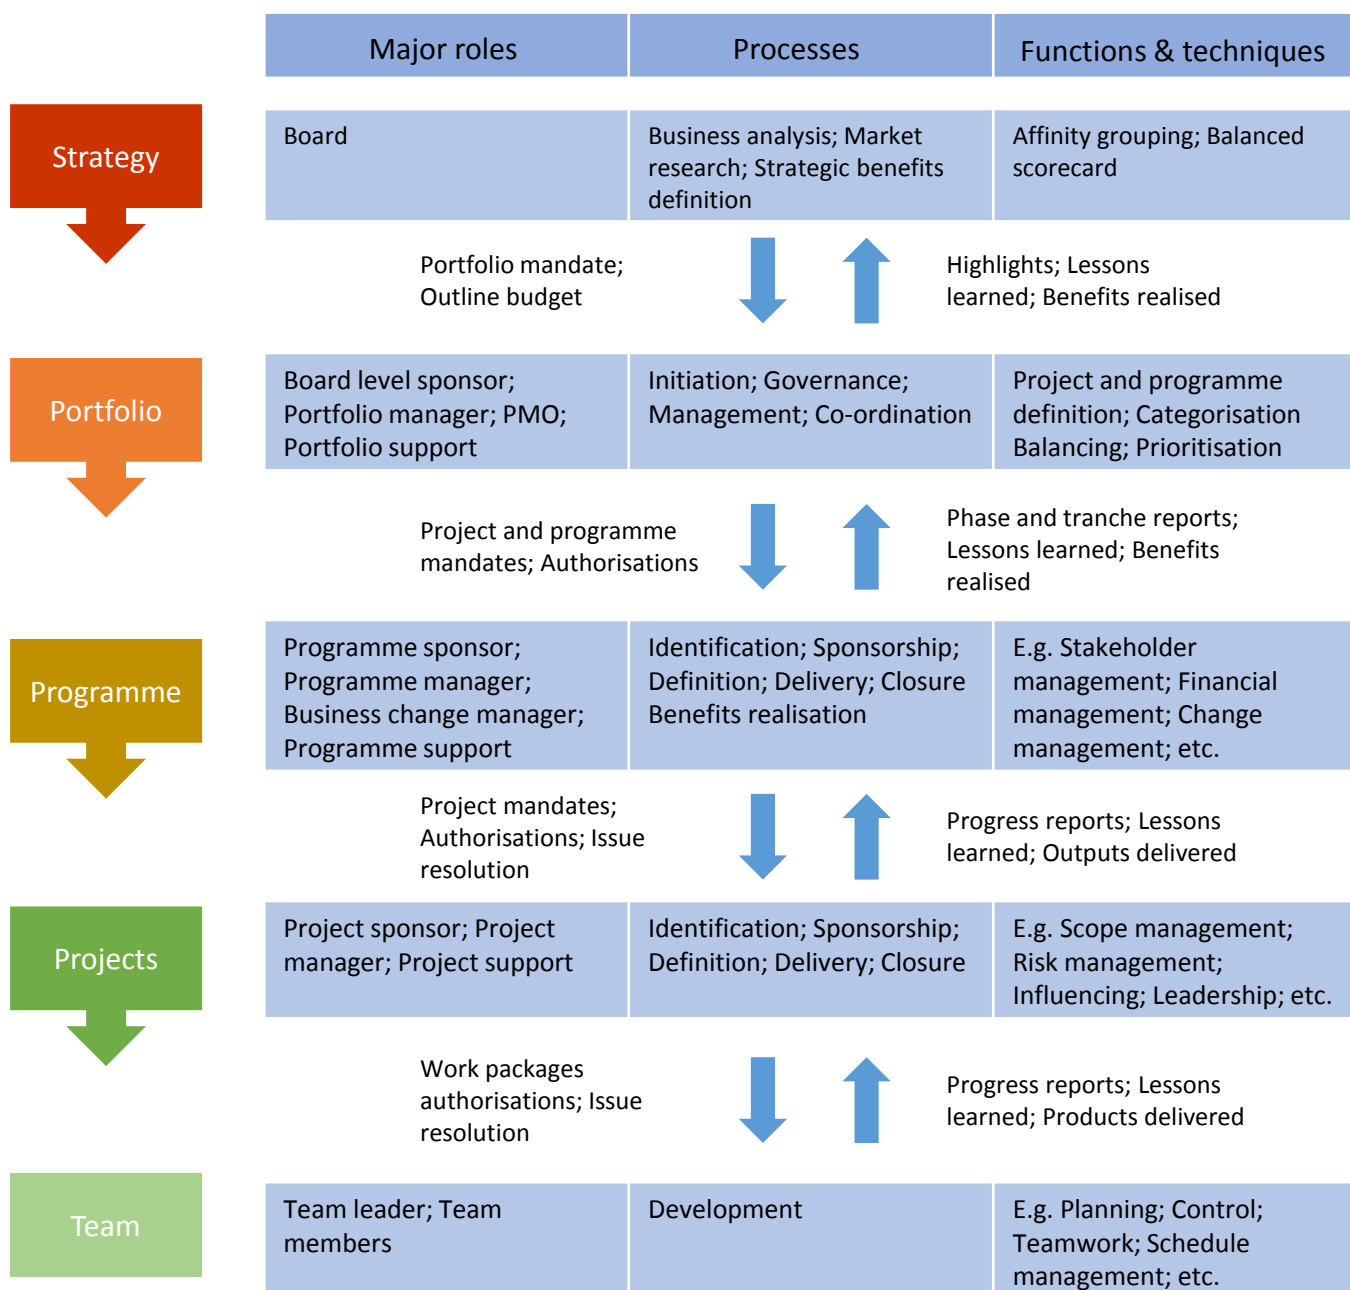 Major roles
Processes
Functions & techniques
Strategy
Board
Business analysis; Market
research; Strategic benefits
definition
Affinity grouping; Balanced
scorecard
Portfolio mandate;
Outline budget
Highlights; Lessons
learned; Benefits realised
Portfolio
Board level sponsor;
Portfolio manager; PMO;
Portfolio support
Initiation; Governance;
Management; Co-ordination
Project and programme
definition; Categorisation
Balancing; Prioritisation
Project and programme
mandates; Authorisations
Phase and tranche reports;
Lessons learned; Benefits
realised
Programme
Programme sponsor;
Programme manager;
Business change manager;
Programme support
Identification; Sponsorship;
Definition; Delivery; Closure
Benefits realisation
E.g. Stakeholder
management; Financial
management; Change
management; etc.
Project mandates;
Authorisations; Issue
resolution
Progress reports; Lessons
learned; Outputs delivered
Projects
Project sponsor; Project
manager; Project support
Identification; Sponsorship;
Definition; Delivery; Closure
E.g. Scope management;
Risk management;
Influencing; Leadership; etc.
Work packages
authorisations; Issue
resolution
Progress reports; Lessons
learned; Products delivered
Team
Team leader; Team
members
Development
E.g. Planning; Control;
Teamwork; Schedule
management; etc.